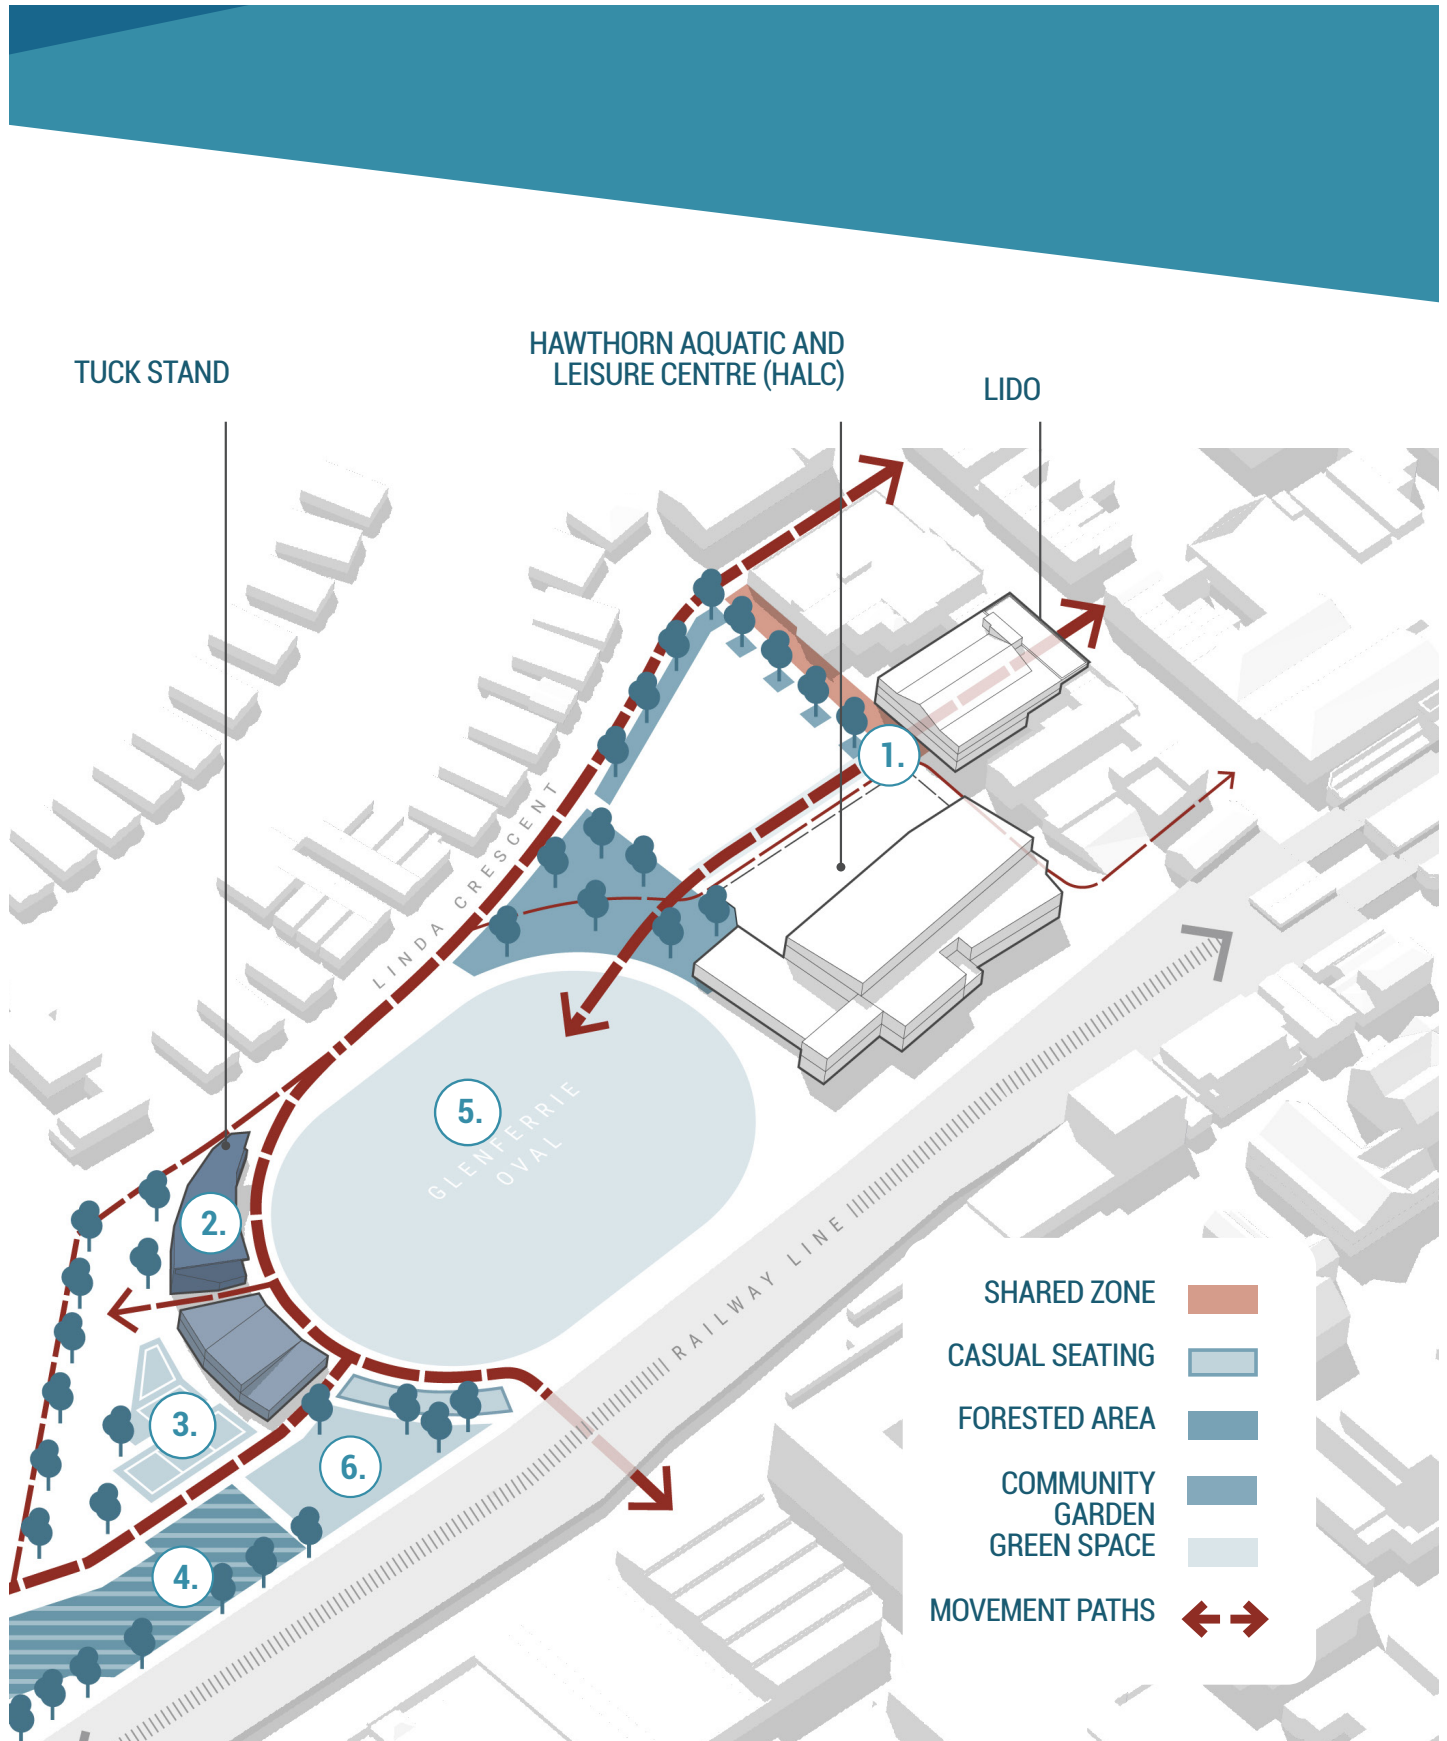 TUCK STAND
HAWTHORN AQUATIC AND
LEISURE CENTRE (HALC)
LIDO
1.
LINDA CRESCENT
5.
GLENFERRIE
OVAL
2.
RAILWAY LINE
3.
6.
4.
SHARED ZONE
CASUAL SEATING
FORESTED AREA
COMMUNITY
GARDEN
GREEN SPACE
MOVEMENT PATHS